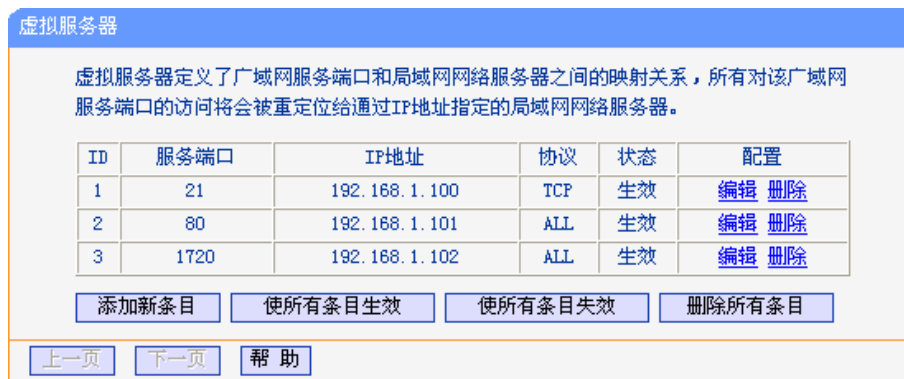 虚拟服务器
虚拟服务器定义了广域网服务端口和局域网网络服务器之间的映射关系，所有对该广域网
服务端口的访问将会被重定位给通过IP地址指定的局域网网络服务器。
ID 服务端口 IP地址 协议 状态 配置
1 21 192.168.1.100 TCP 生效 编辑 删除
2 80 192.168.1.101 ALL 生效 编辑 删除
3 1720 192.168.1.102 ALL 生效 编辑 删除
添加新条目 使所有条目生效 使所有条目失效 删除所有条目
上一页 下一页 帮 助